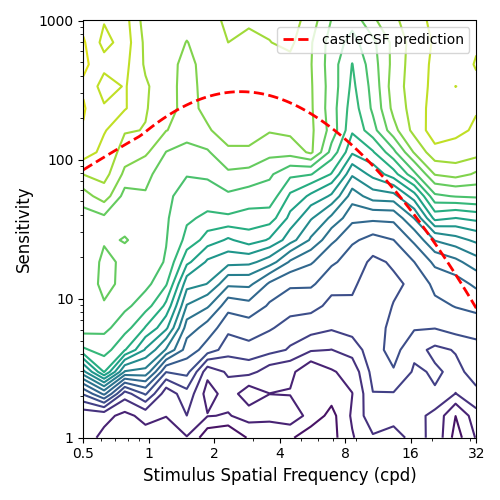 1000
castleCSF prediction
100
Sensitivity
10
1
0.5 1 2 4 8 16 32
Stimulus Spatial Frequency (cpd)